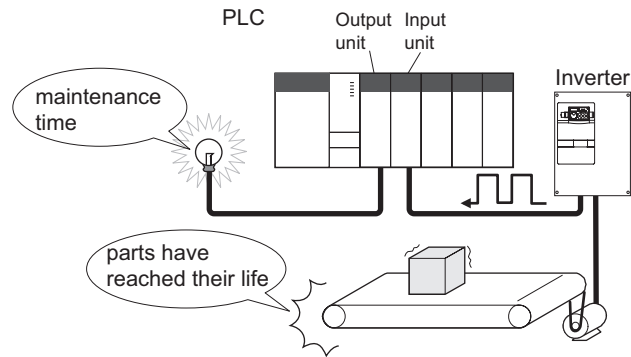 PLC
Output
unit
Input
unit
Inverter
maintenance
time
parts have
reached their life